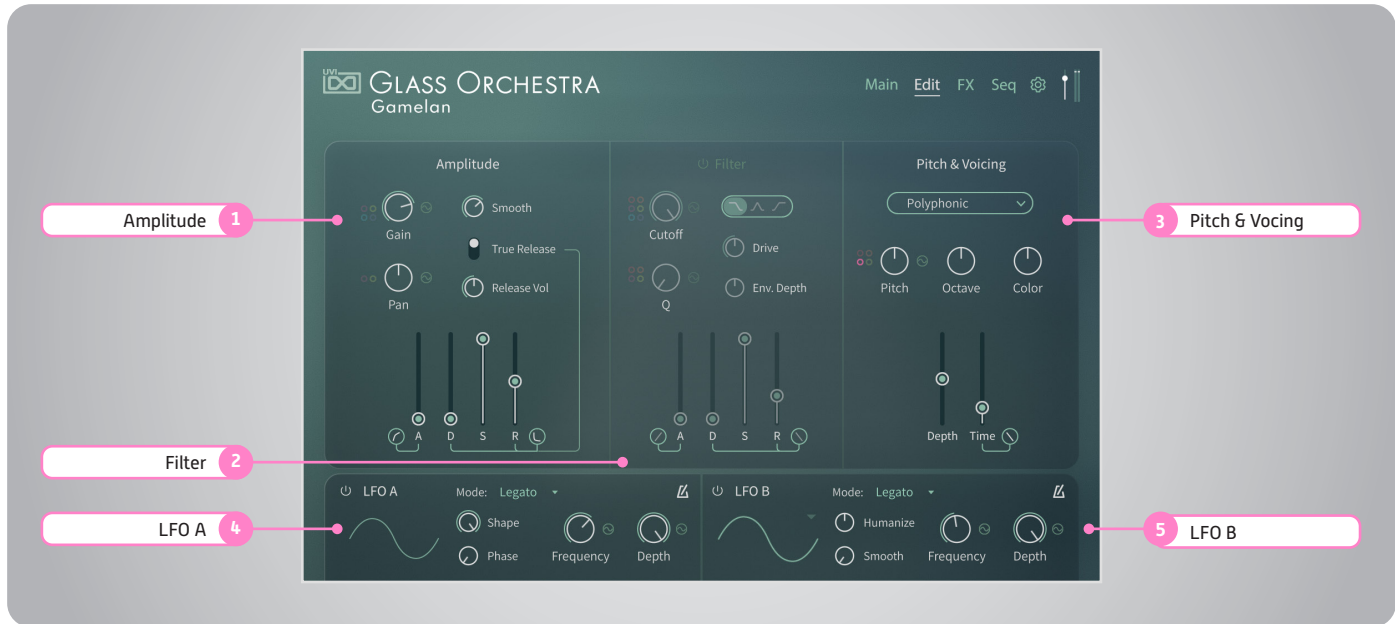 UVI
GLASS ORCHESTRA
Gamelan
Main Edit FX Seq
Amplitude
Gain
Smooth
True Release
Pan
Release Vol
A D S R
Filter
Cutoff
Drive
Q
Env. Depth
A D S R
Pitch & Voicing
Polyphonic
Pitch Octave Color
Depth Time
LFO A
Mode: Legato
Shape
Phase
Frequency
Depth
LFO B
Mode: Legato
Humanize
Smooth
Frequency
Depth
Amplitude 1
Filter 2
3 Pitch & Vocing
LFO A 4
5 LFO B